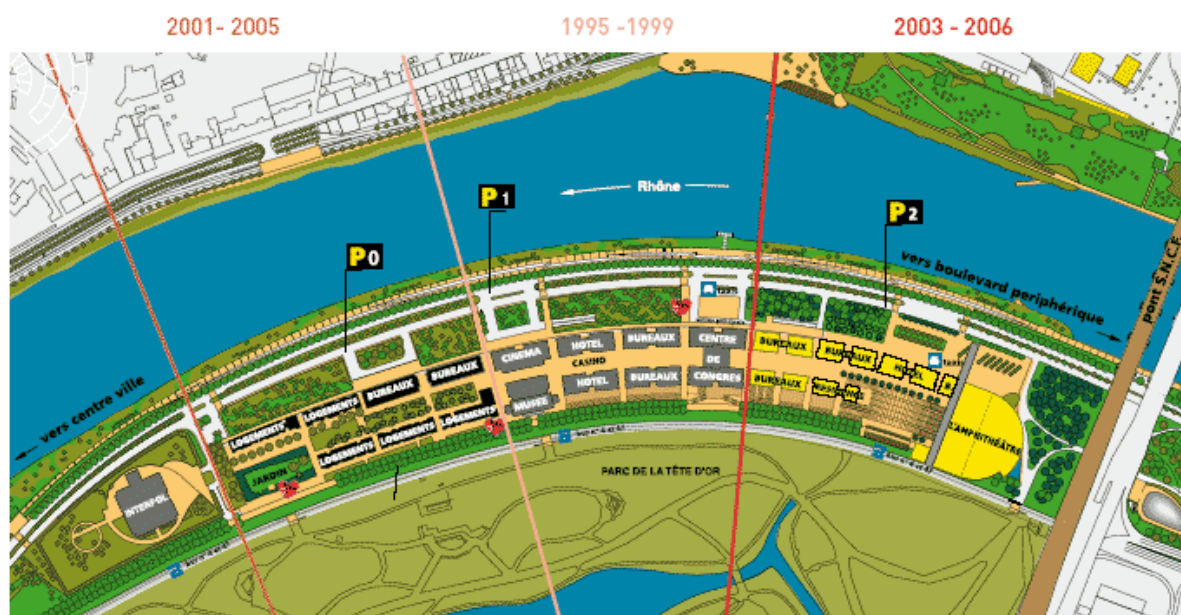 2001- 2005
1995 -1999
2003 - 2006
Rhône
P1
P2
P0
vers boulevard periphérique
pont S.N.C.F
vers centre ville
CINEMA
HOTEL
BUREAUX
CENTRE
BUREAUX
BUREAUX
CASINO
DE
BUREAUX
BUREAUX
HOTEL
BUREAUX
CONGRES
BUREAUX
MUSEE
LOGEMENTS
LOGEMENTS
LOGEMENTS
LOGEMENTS
LOGEMENTS
JARDIN
INTERPOL
AMPHITHÉATRE
PARC DE LA TÊTE D'OR